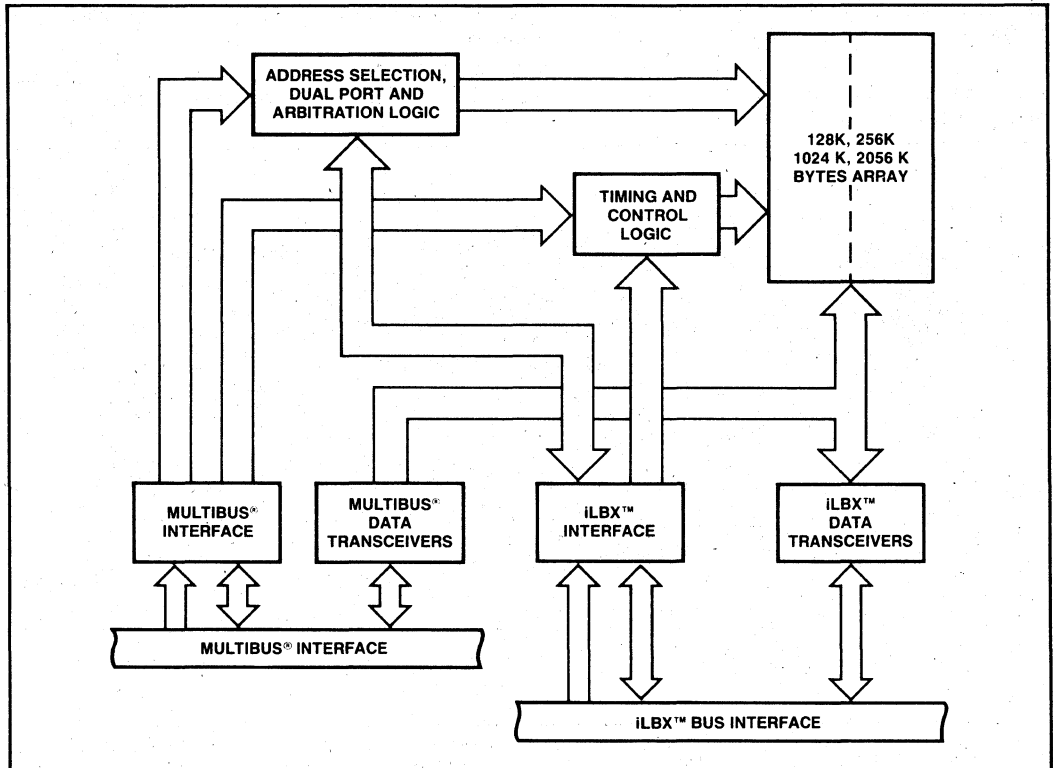 ADDRESS SELECTION,
DUAL PORT AND
ARBITRATION LOGIC
128K, 256K
1024 K, 2056 K
BYTES ARRAY
TIMING AND
CONTROL
LOGIC
MULTIBUS®
INTERFACE
MULTIBUS®
DATA
TRANSCEIVERS
iLBX™
INTERFACE
iLBX™
DATA
TRANSCEIVERS
MULTIBUS® INTERFACE
iLBX™ BUS INTERFACE